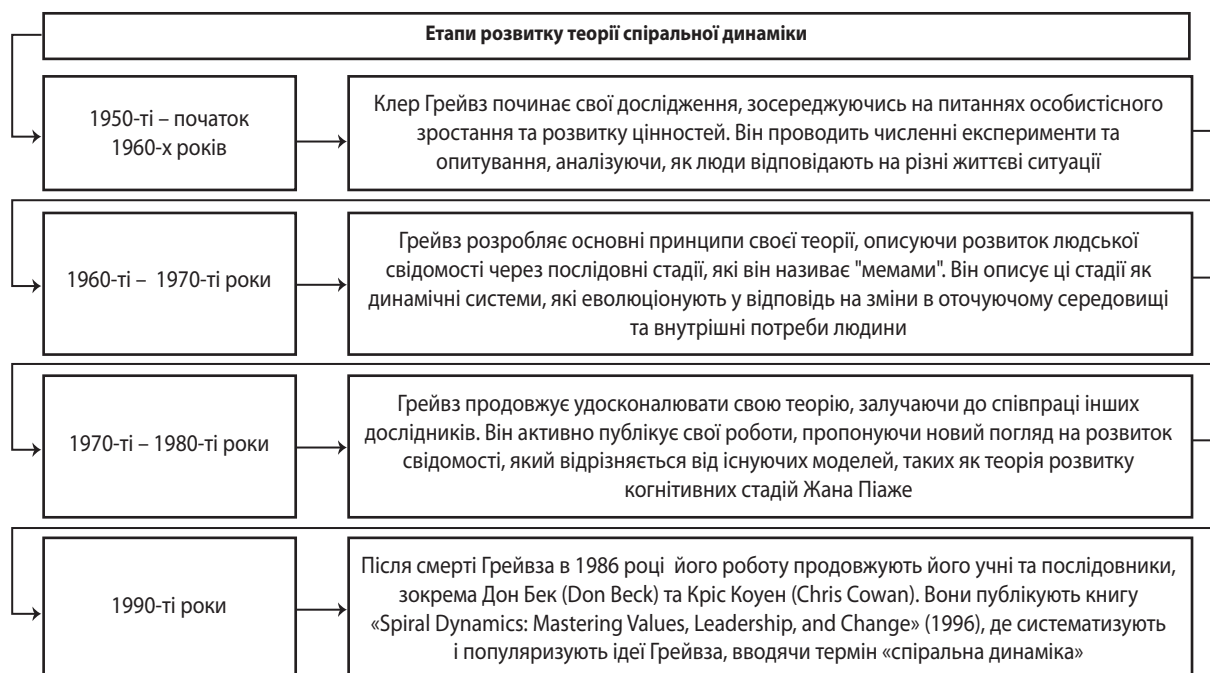 Етапи розвитку теорії спіральної динаміки
1950-ті – початок
1960-х років
Клер Грейвз починає свої дослідження, зосереджуючись на питаннях особистісного
зростання та розвитку цінностей. Він проводить численні експерименти та
опитування, аналізуючи, як люди відповідають на різні життєві ситуації
1960-ті – 1970-ті роки
Грейвз розробляє основні принципи своєї теорії, описуючи розвиток людської
свідомості через послідовні стадії, які він називає "мемами". Він описує ці стадії як
динамічні системи, які еволюціонують у відповідь на зміни в оточуючому середовищі
та внутрішні потреби людини
1970-ті – 1980-ті роки
Грейвз продовжує удосконалювати свою теорію, залучаючи до співпраці інших
дослідників. Він активно публікує свої роботи, пропонуючи новий погляд на розвиток
свідомості, який відрізняється від існуючих моделей, таких як теорія розвитку
когнітивних стадій Жана Піаже
1990-ті роки
Після смерті Грейвза в 1986 році його роботу продовжують його учні та послідовники,
зокрема Дон Бек (Don Beck) та Кріс Коуен (Chris Cowan). Вони публікують книгу
«Spiral Dynamics: Mastering Values, Leadership, and Change» (1996), де систематизують
і популяризують ідеї Грейвза, вводячи термін «спіральна динаміка»